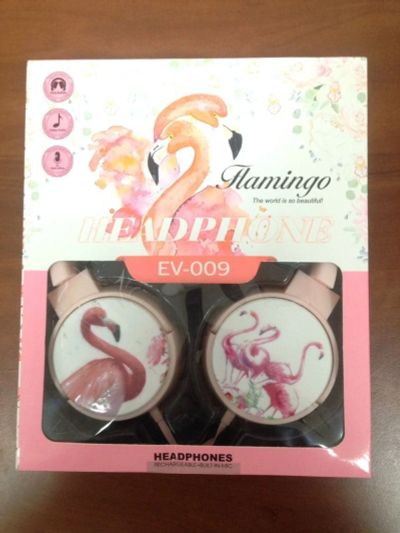 Flamingo
The world is so beautiful!
HEADPHONE
EV-009
HEADPHONES
RECHARGEABLE•BUILT-IN MIC